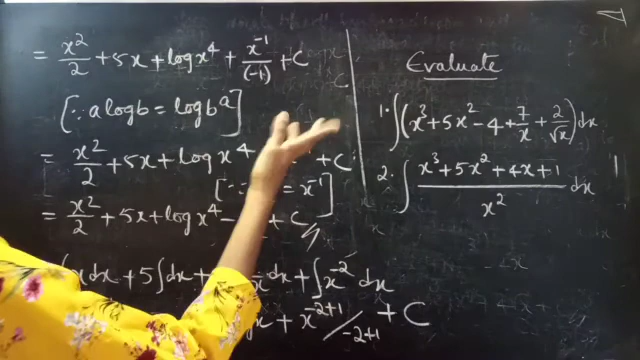 = x²/2 + 5x + log x⁴ + x⁻¹/(-1) + C
[∵ a log b = log bᵃ]
= x²/2 + 5x + log x⁴ + C
[∵ = x⁻¹]
= x²/2 + 5x + log x⁴ - + C
∫x dx + 5∫dx + dx + ∫x⁻² dx
+ x⁻²⁺¹/-2+1 + C
Evaluate
1. ∫(x³ + 5x² - 4 + 7/x + 2/√x) dx
2. ∫ (x³ + 5x² + 4x + 1)/x² dx